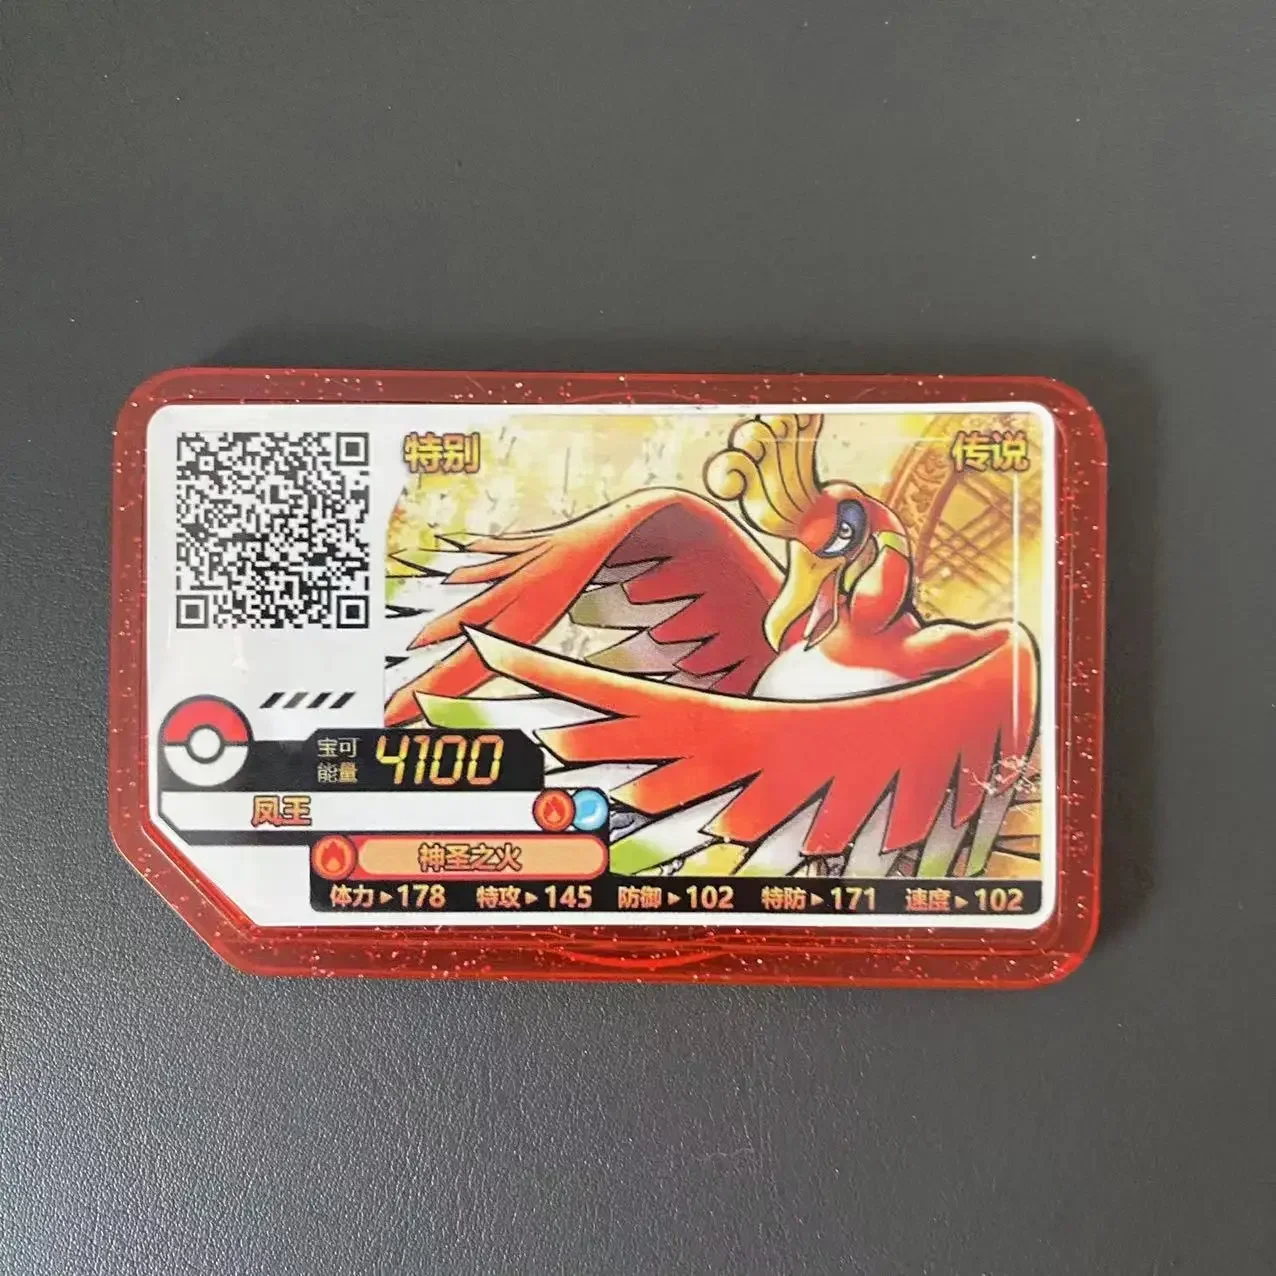 特别
传说
宝可
能量 4100
凤王
神圣之火
体力▶178 特攻▶145 防御▶102 特防▶171 速度▶102